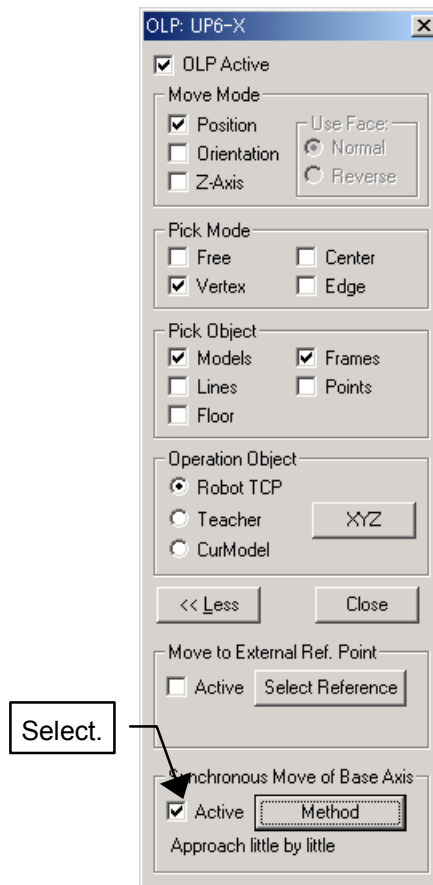 OLP: UP6-X
OLP Active
Move Mode
Position
Orientation
Z-Axis
Use Face:
Normal
Reverse
Pick Mode
Free Center
Vertex Edge
Pick Object
Models Frames
Lines Points
Floor
Operation Object
Robot TCP
Teacher XYZ
CurModel
<< Less Close
Move to External Ref. Point
Active Select Reference
Select.
Synchronous Move of Base Axis
Active Method
Approach little by little